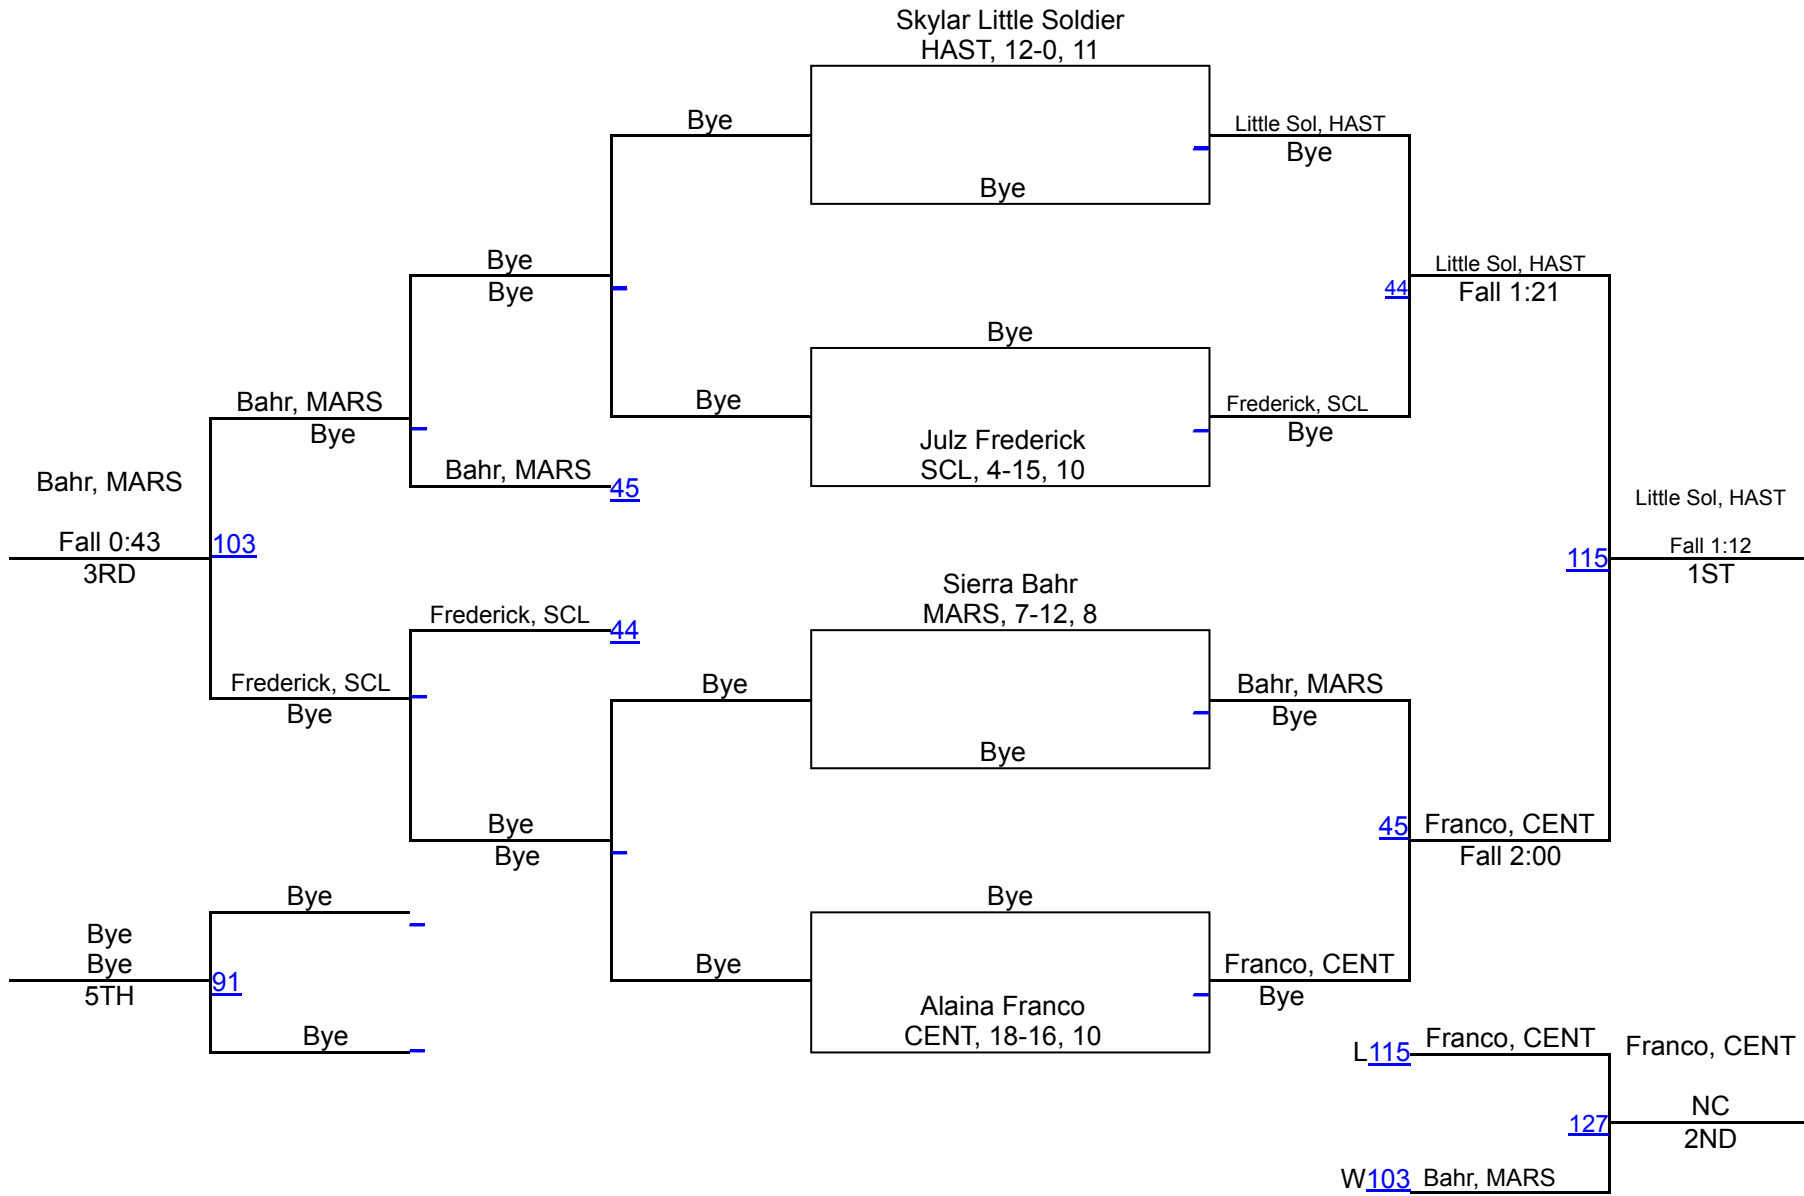 Skylar Little Soldier
HAST, 12-0, 11
Bye
Little Sol, HAST
Bye
Bye
Bye
Bye
Little Sol, HAST
44
Fall 1:21
Bye
Bye
Frederick, SCL
Bye
Julz Frederick
SCL, 4-15, 10
Bahr, MARS
Bye
Bahr, MARS
45
Bahr, MARS
Fall 0:43
3RD
103
Little Sol, HAST
115
Fall 1:12
1ST
Sierra Bahr
MARS, 7-12, 8
Frederick, SCL
44
Frederick, SCL
Bye
Bye
Bahr, MARS
Bye
Bye
Bye
Bye
45
Franco, CENT
Fall 2:00
Bye
Bye
Bye
Bye
5TH
91
Bye
Bye
Franco, CENT
Bye
Alaina Franco
CENT, 18-16, 10
L115
Franco, CENT
Franco, CENT
127
NC
2ND
W103
Bahr, MARS